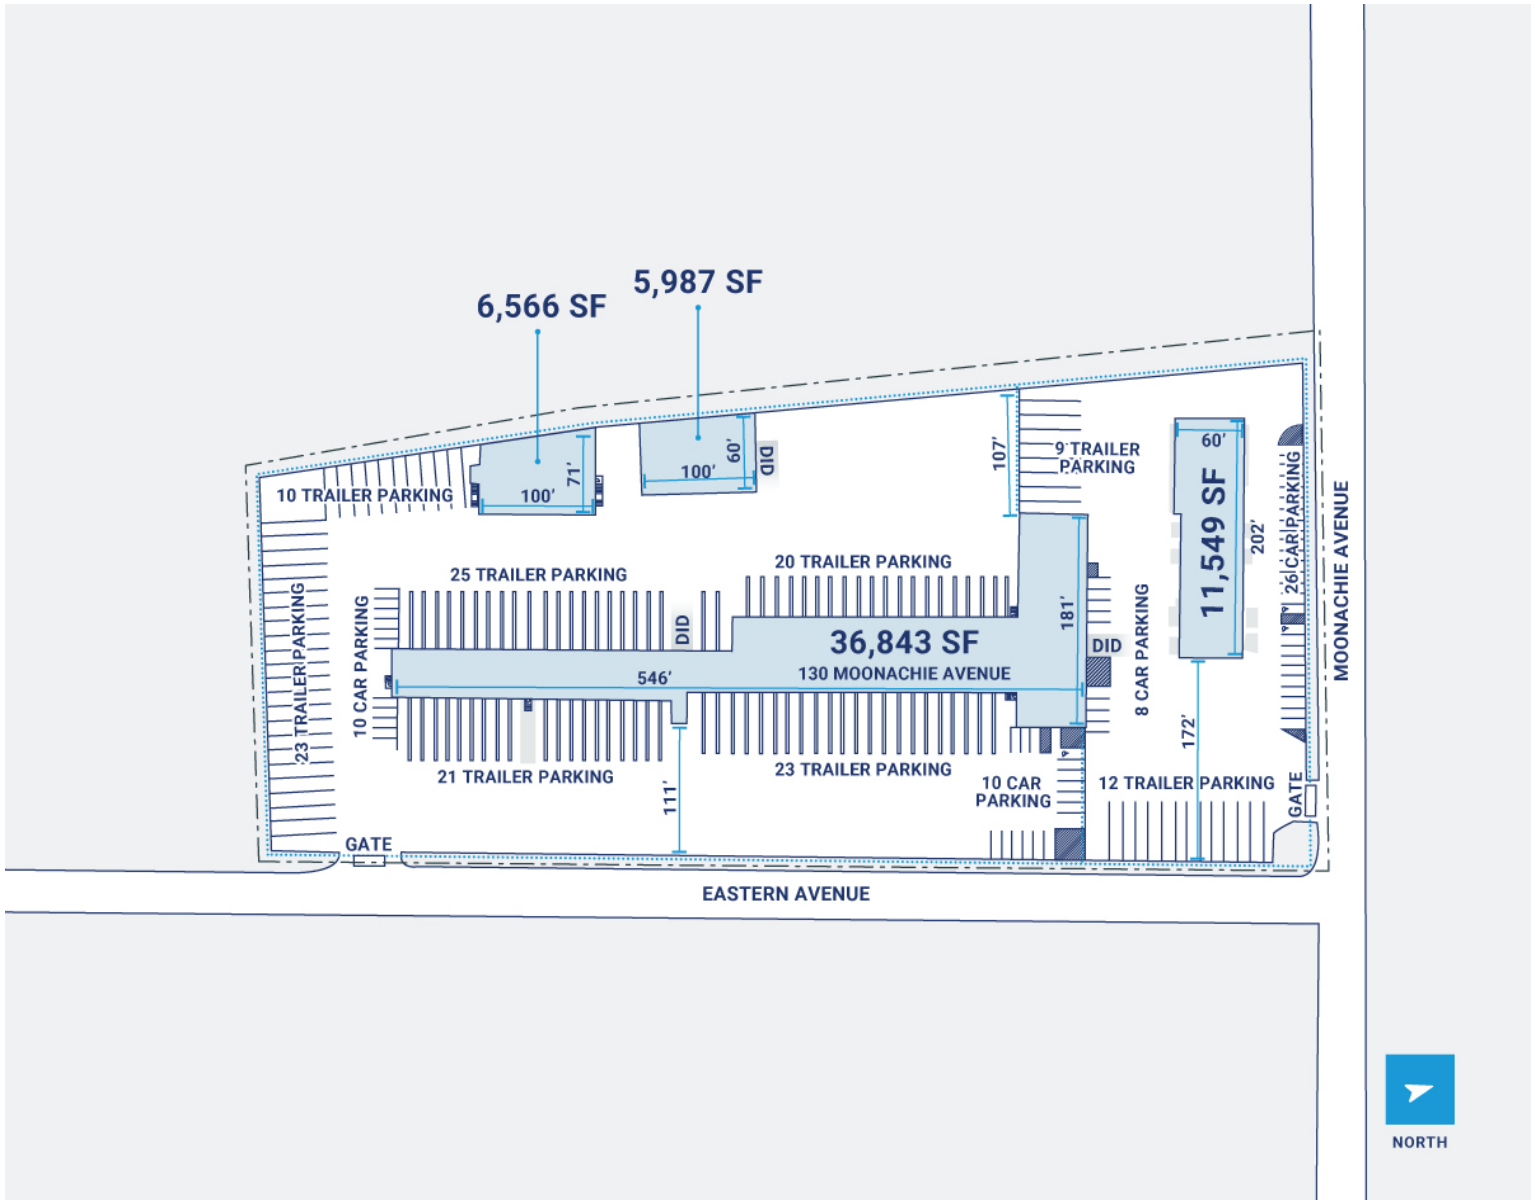 5,987 SF
6,566 SF
107'
9 TRAILER
PARKING
60'
11,549 SF
202'
26 CAR PARKING
MOONACHIE AVENUE
71'
100'
60'
100'
DID
10 TRAILER PARKING
23 TRAILER PARKING
10 CAR PARKING
25 TRAILER PARKING
20 TRAILER PARKING
DID
36,843 SF
130 MOONACHIE AVENUE
546'
181'
DID
8 CAR PARKING
172'
21 TRAILER PARKING
111'
23 TRAILER PARKING
10 CAR
PARKING
12 TRAILER PARKING
GATE
GATE
EASTERN AVENUE
NORTH